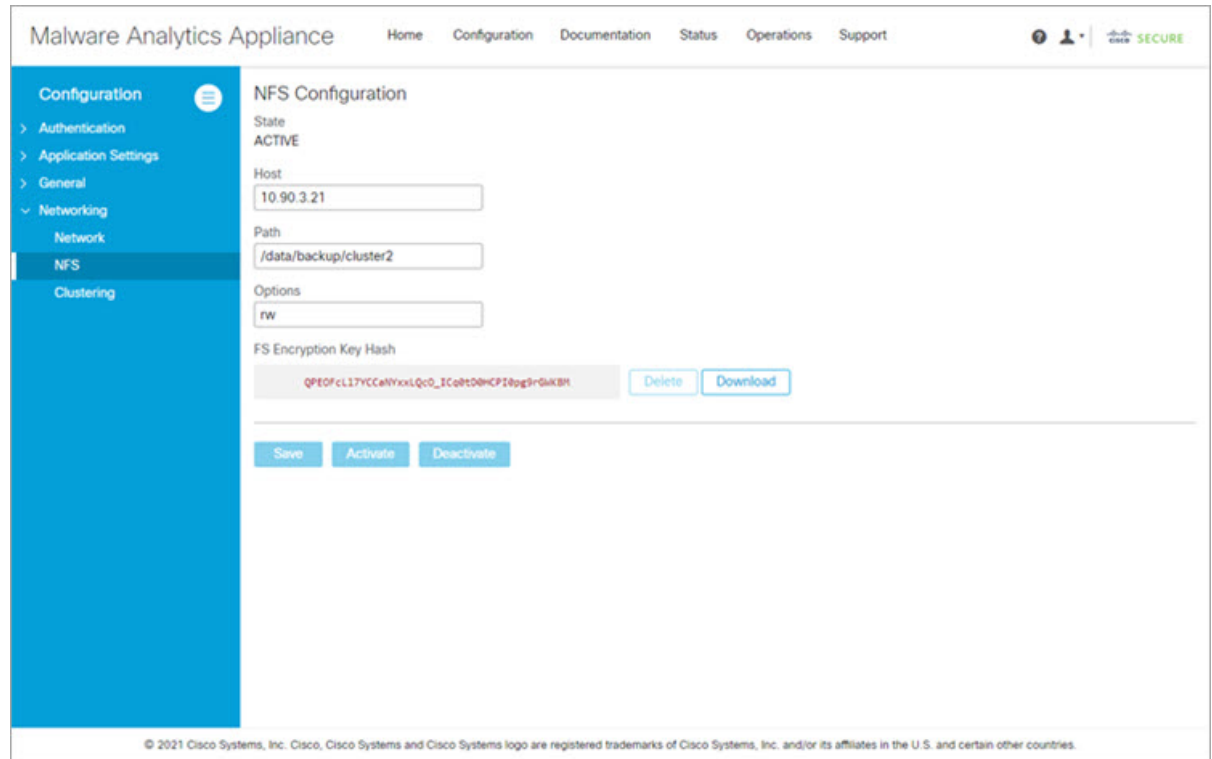 Malware Analytics Appliance Home Configuration Documentation Status Operations Support cisco SECURE
Configuration
Authentication
Application Settings
General
Networking
Network
NFS
Clustering
NFS Configuration
State
ACTIVE
Host
10.90.3.21
Path
/data/backup/cluster2
Options
rw
FS Encryption Key Hash
Delete Download
Save Activate Deactivate
© 2021 Cisco Systems, Inc. Cisco, Cisco Systems and Cisco Systems logo are registered trademarks of Cisco Systems, Inc. and/or its affiliates in the U.S. and certain other countries.